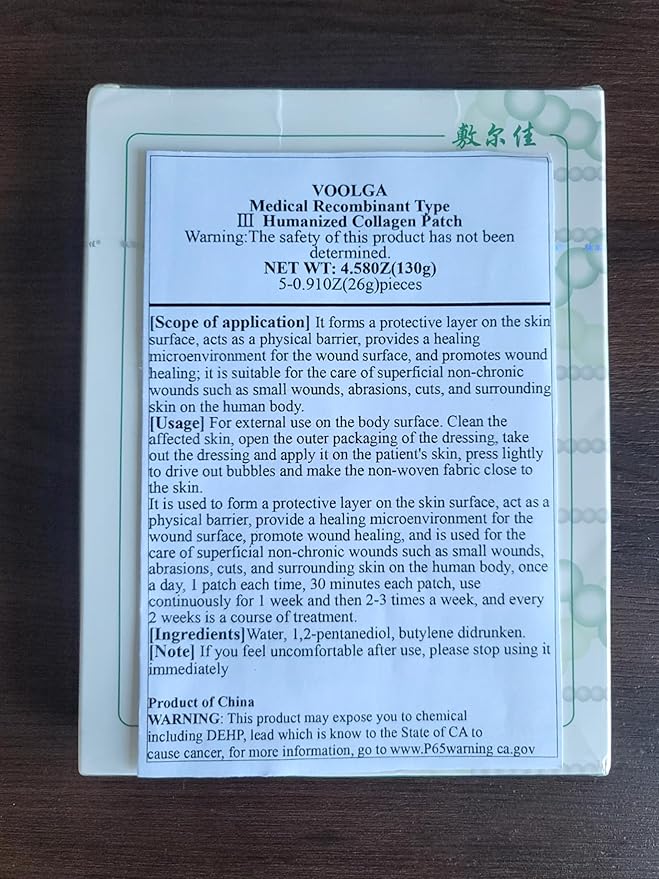 敷尔佳
VOOLGA
Medical Recombinant Type
Ⅲ Humanized Collagen Patch
Warning:The safety of this product has not been
determined.
NET WT: 4.58OZ(130g)
5-0.91OZ(26g)pieces
[Scope of application] It forms a protective layer on the skin
surface, acts as a physical barrier, provides a healing
microenvironment for the wound surface, and promotes wound
healing; it is suitable for the care of superficial non-chronic
wounds such as small wounds, abrasions, cuts, and surrounding
skin on the human body.
[Usage] For external use on the body surface. Clean the
affected skin, open the outer packaging of the dressing, take
out the dressing and apply it on the patient's skin, press lightly
to drive out bubbles and make the non-woven fabric close to
the skin.
It is used to form a protective layer on the skin surface, act as a
physical barrier, provide a healing microenvironment for the
wound surface, promote wound healing, and is used for the
care of superficial non-chronic wounds such as small wounds,
abrasions, cuts, and surrounding skin on the human body, once
a day, 1 patch each time, 30 minutes each patch, use
continuously for 1 week and then 2-3 times a week, and every
2 weeks is a course of treatment.
[Ingredients]Water, 1,2-pentanediol, butylene didrunken.
[Note] If you feel uncomfortable after use, please stop using it
immediately
Product of China
WARNING: This product may expose you to chemical
including DEHP, lead which is know to the State of CA to
cause cancer, for more information, go to www.P65warning ca.gov